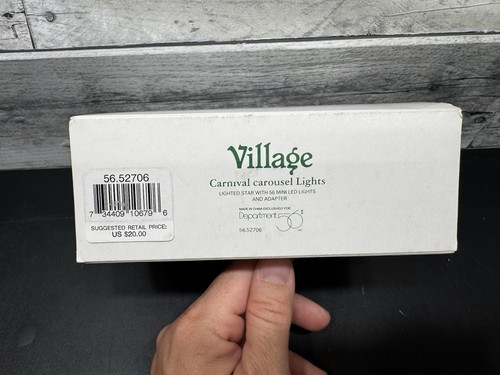 Village
Carnival carousel Lights
LIGHTED STAR WITH 56 MINI LED LIGHTS
AND ADAPTER
MADE IN CHINA EXCLUSIVELY FOR
Department 56
56.52706
56.52706
7 34409 10679 6
SUGGESTED RETAIL PRICE:
US $20.00